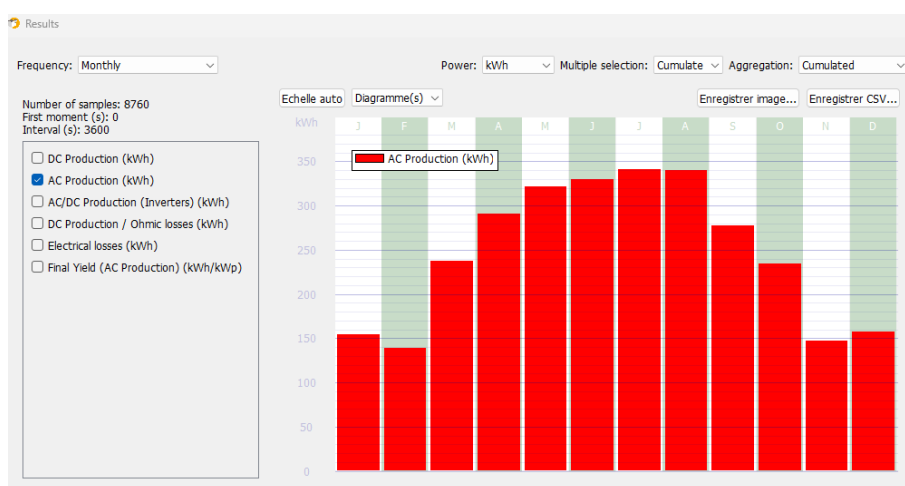 Results
Frequency: Monthly
Power: kWh
Multiple selection: Cumulate
Aggregation: Cumulated
Number of samples: 8760
First moment (s): 0
Interval (s): 3600
Echelle auto
Diagramme(s)
Enregistrer image...
Enregistrer CSV...
DC Production (kWh)
AC Production (kWh)
AC/DC Production (Inverters) (kWh)
DC Production / Ohmic losses (kWh)
Electrical losses (kWh)
Final Yield (AC Production) (kWh/kWp)
kWh
J F M A M J J A S O N D
AC Production (kWh)
350
300
250
200
150
100
50
0